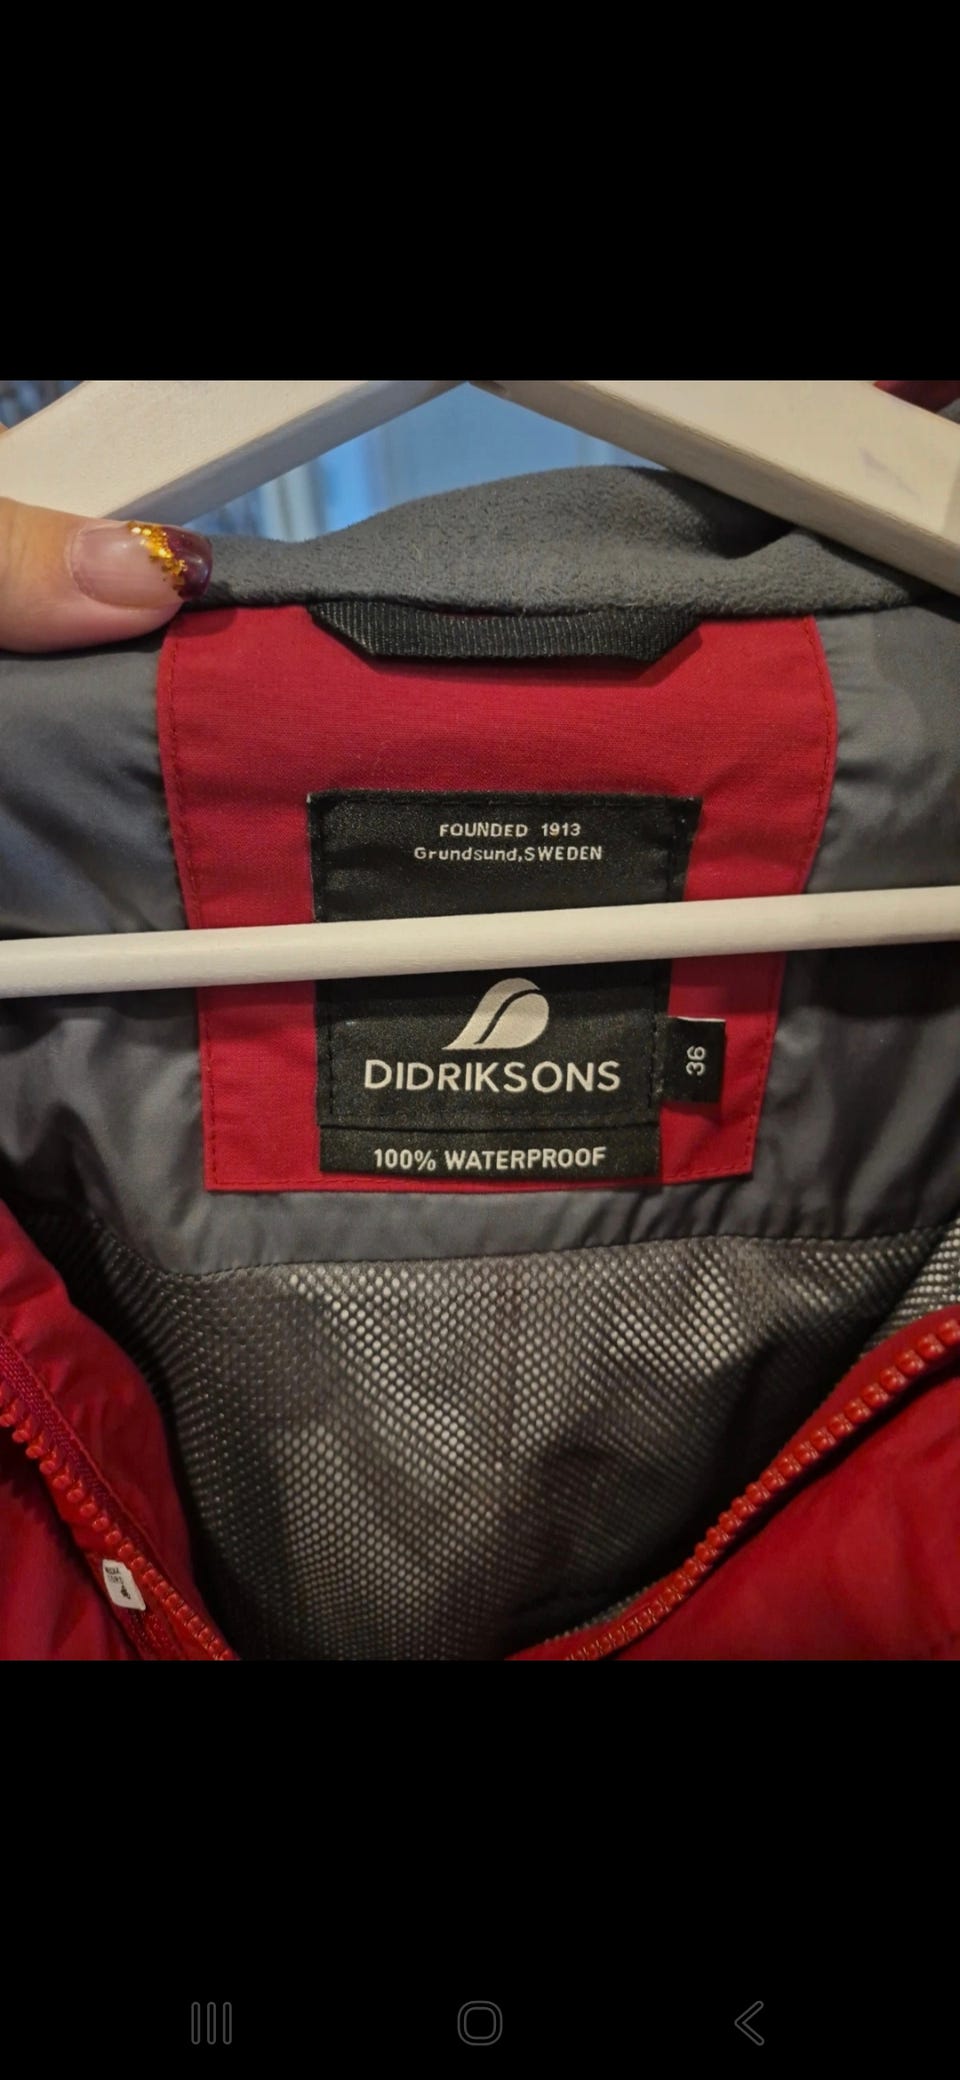 FOUNDED 1913
Grundsund,SWEDEN
DIDRIKSONS
36
100% WATERPROOF